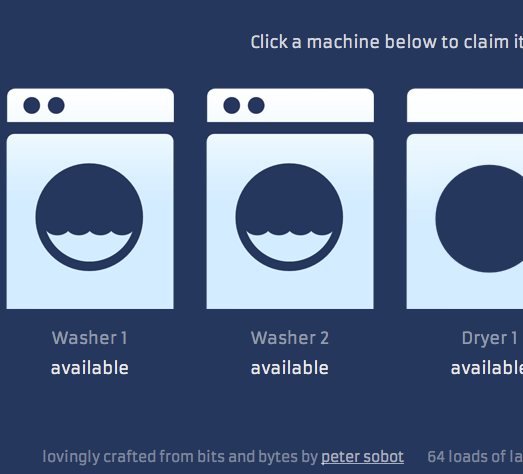 Click a machine below to claim it
Washer 1 Washer 2 Dryer 1
available available available
lovingly crafted from bits and bytes by peter sobot 64 loads of la